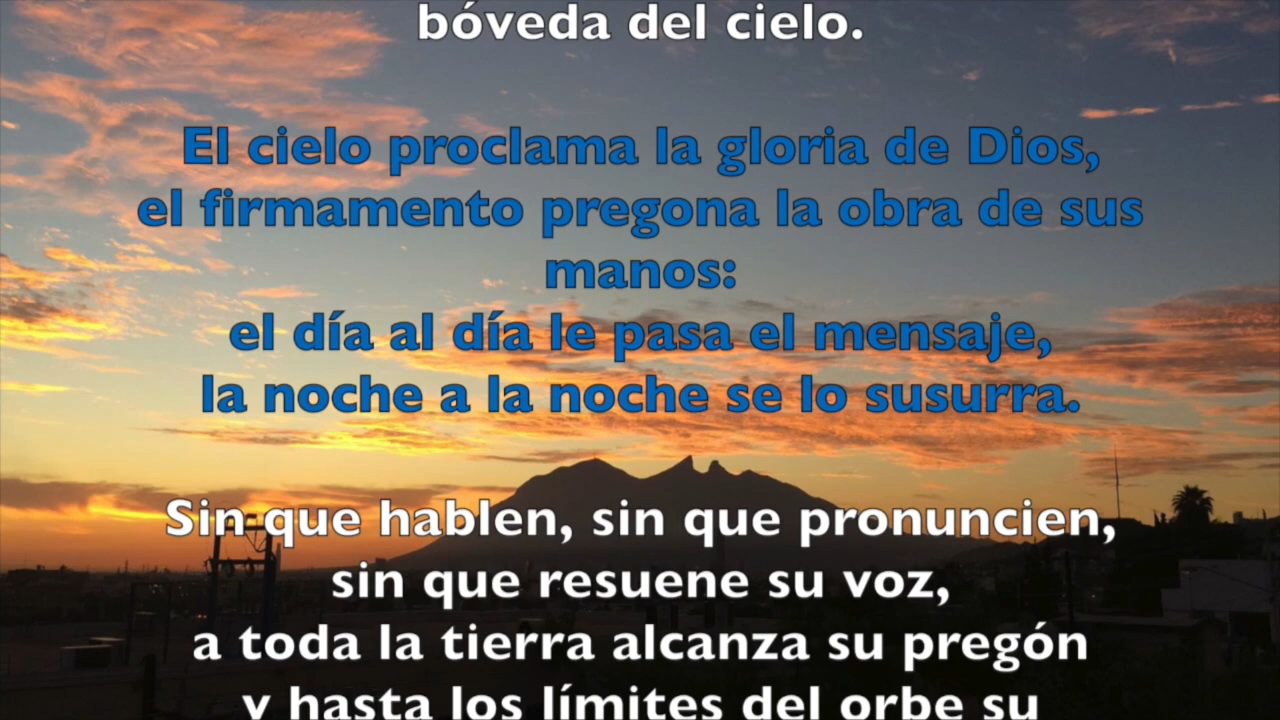 bóveda del cielo.
El cielo proclama la gloria de Dios,
el firmamento pregona la obra de sus
manos:
el día al día le pasa el mensaje,
la noche a la noche se lo susurra.
Sin que hablen, sin que pronuncien,
sin que resuene su voz,
a toda la tierra alcanza su pregón
y hasta los límites del orbe su